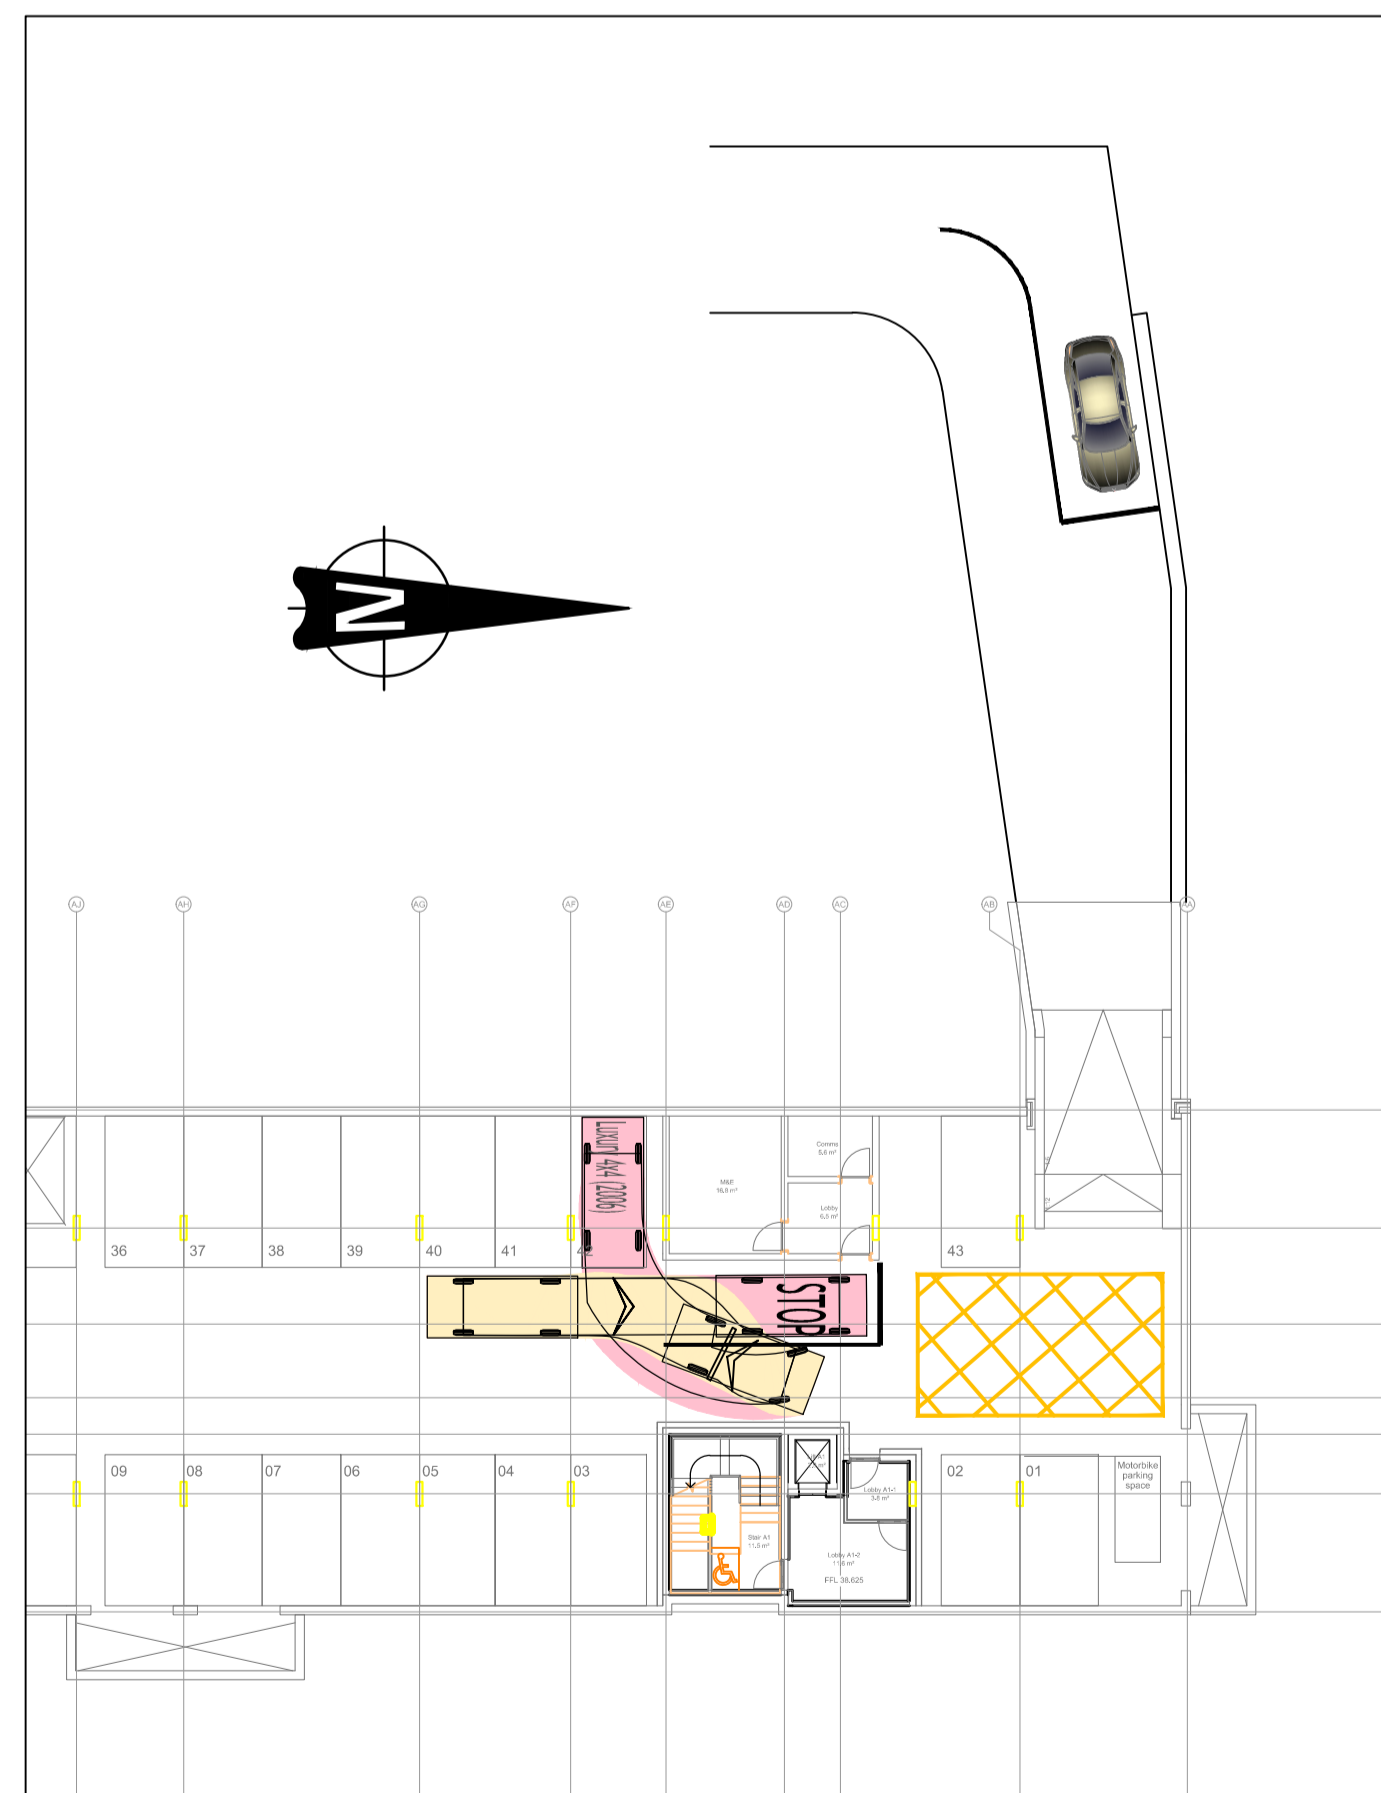 N
AJ
AH
AG
AF
AE
AD
AC
AB
AA
Luxury 4x4 (2006)
Comms
5,6 m²
M&E
16,8 m²
Lobby
6,5 m²
36
37
38
39
40
41
42
43
STOP
09
08
07
06
05
04
03
02
01
Motorbike
parking
space
Lobby A1-1
3,8 m²
Stair A1
11,5 m²
Lobby A1-2
11,6 m²
FFL 38.625